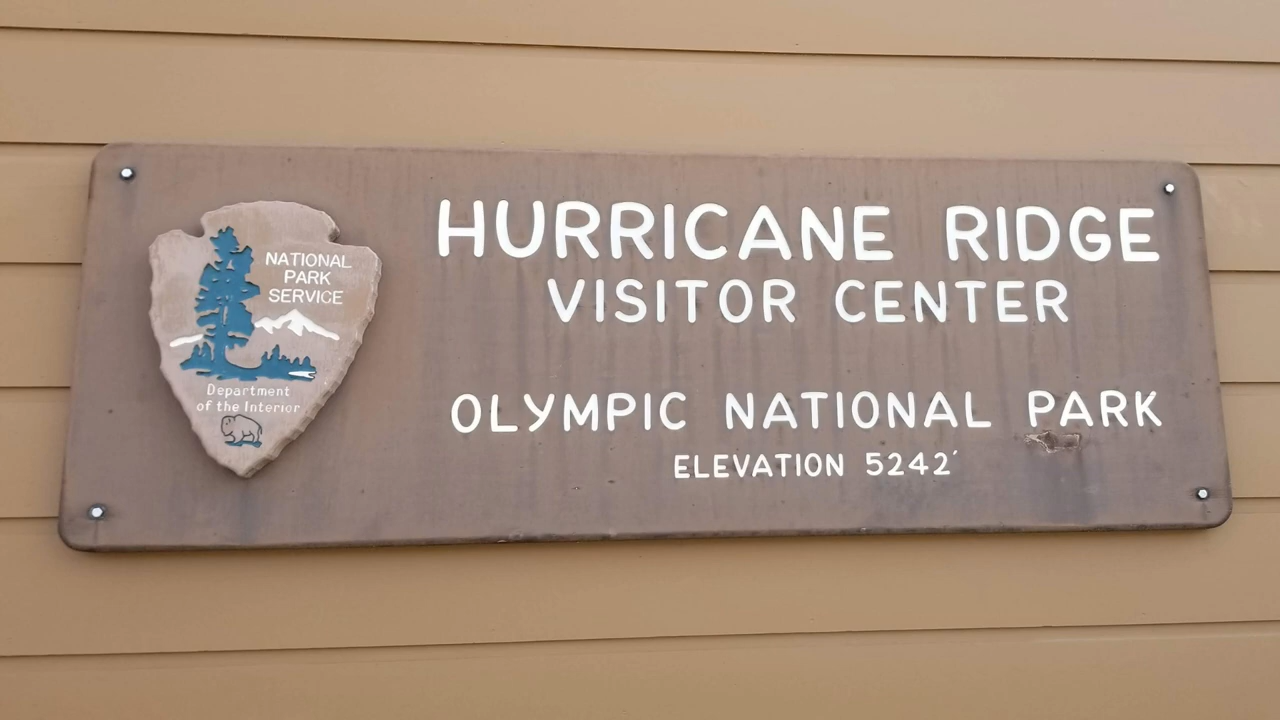 NATIONAL
PARK
SERVICE
Department
of the Interior
HURRICANE RIDGE
VISITOR CENTER
OLYMPIC NATIONAL PARK
ELEVATION 5242'